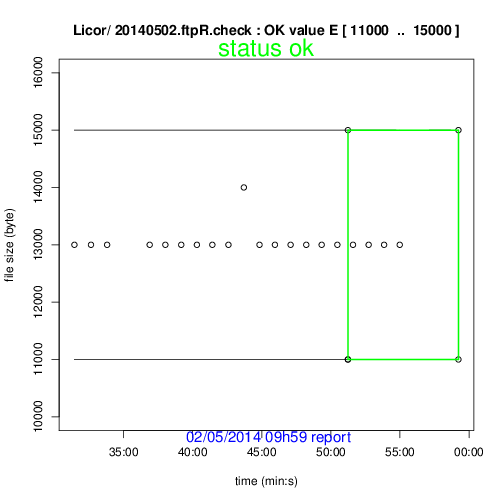 Licor/ 20140502.ftpR.check : OK value E [ 11000 .. 15000 ]
status ok
16000
15000
14000
13000
12000
11000
10000
file size (byte)
02/05/2014 09h59 report
35:00 40:00 45:00 50:00 55:00 00:00
time (min:s)